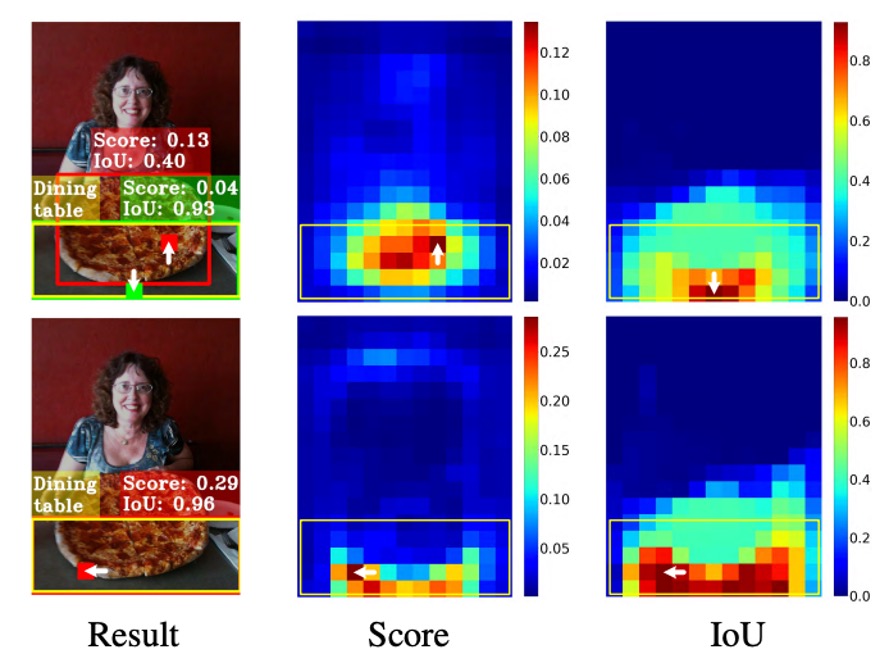 Score: 0.13
IoU: 0.40
Dining table
Score: 0.04
IoU: 0.93
0.12
0.10
0.08
0.06
0.04
0.02
0.8
0.6
0.4
0.2
0.0
Dining table
Score: 0.29
IoU: 0.96
0.25
0.20
0.15
0.10
0.05
0.8
0.6
0.4
0.2
0.0
Result
Score
IoU